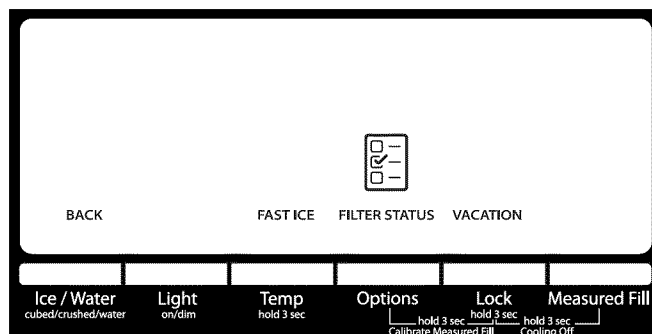 BACK FAST ICE FILTER STATUS VACATION
Ice / Water Light Temp Options Lock Measured Fill
cubed/crushed/water on/dim hold 3 sec hold 3 sec
hold 3 sec hold 3 sec
Calibrate Measured Fill Cooling Off